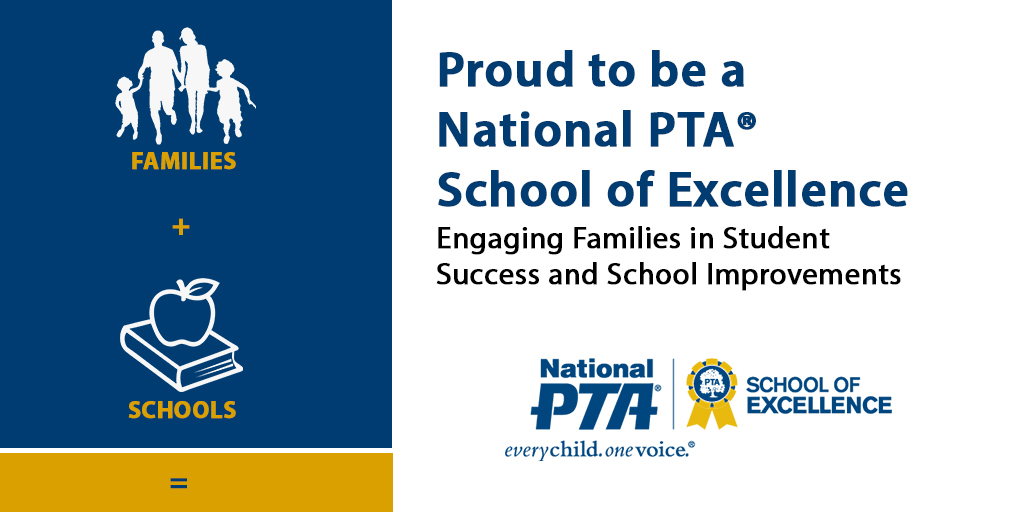 FAMILIES
+
SCHOOLS
=
Proud to be a
National PTA®
School of Excellence
Engaging Families in Student
Success and School Improvements
National
PTA®
everychild.onevoice.®
PTA
SCHOOL OF
EXCELLENCE